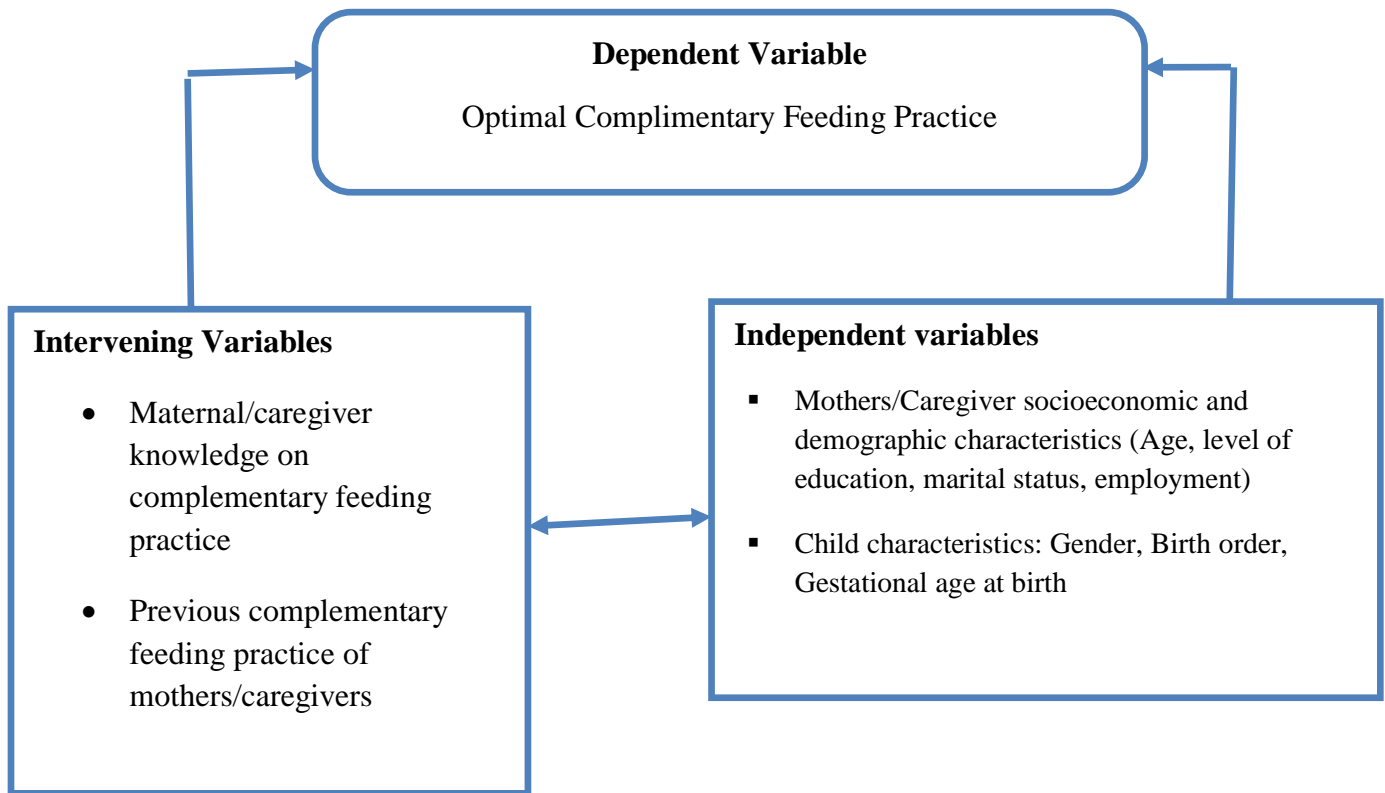 Dependent Variable
Optimal Complimentary Feeding Practice
Intervening Variables
• Maternal/caregiver
knowledge on
complementary feeding
practice
• Previous complementary
feeding practice of
mothers/caregivers
Independent variables
▪ Mothers/Caregiver socioeconomic and
demographic characteristics (Age, level of
education, marital status, employment)
▪ Child characteristics: Gender, Birth order,
Gestational age at birth